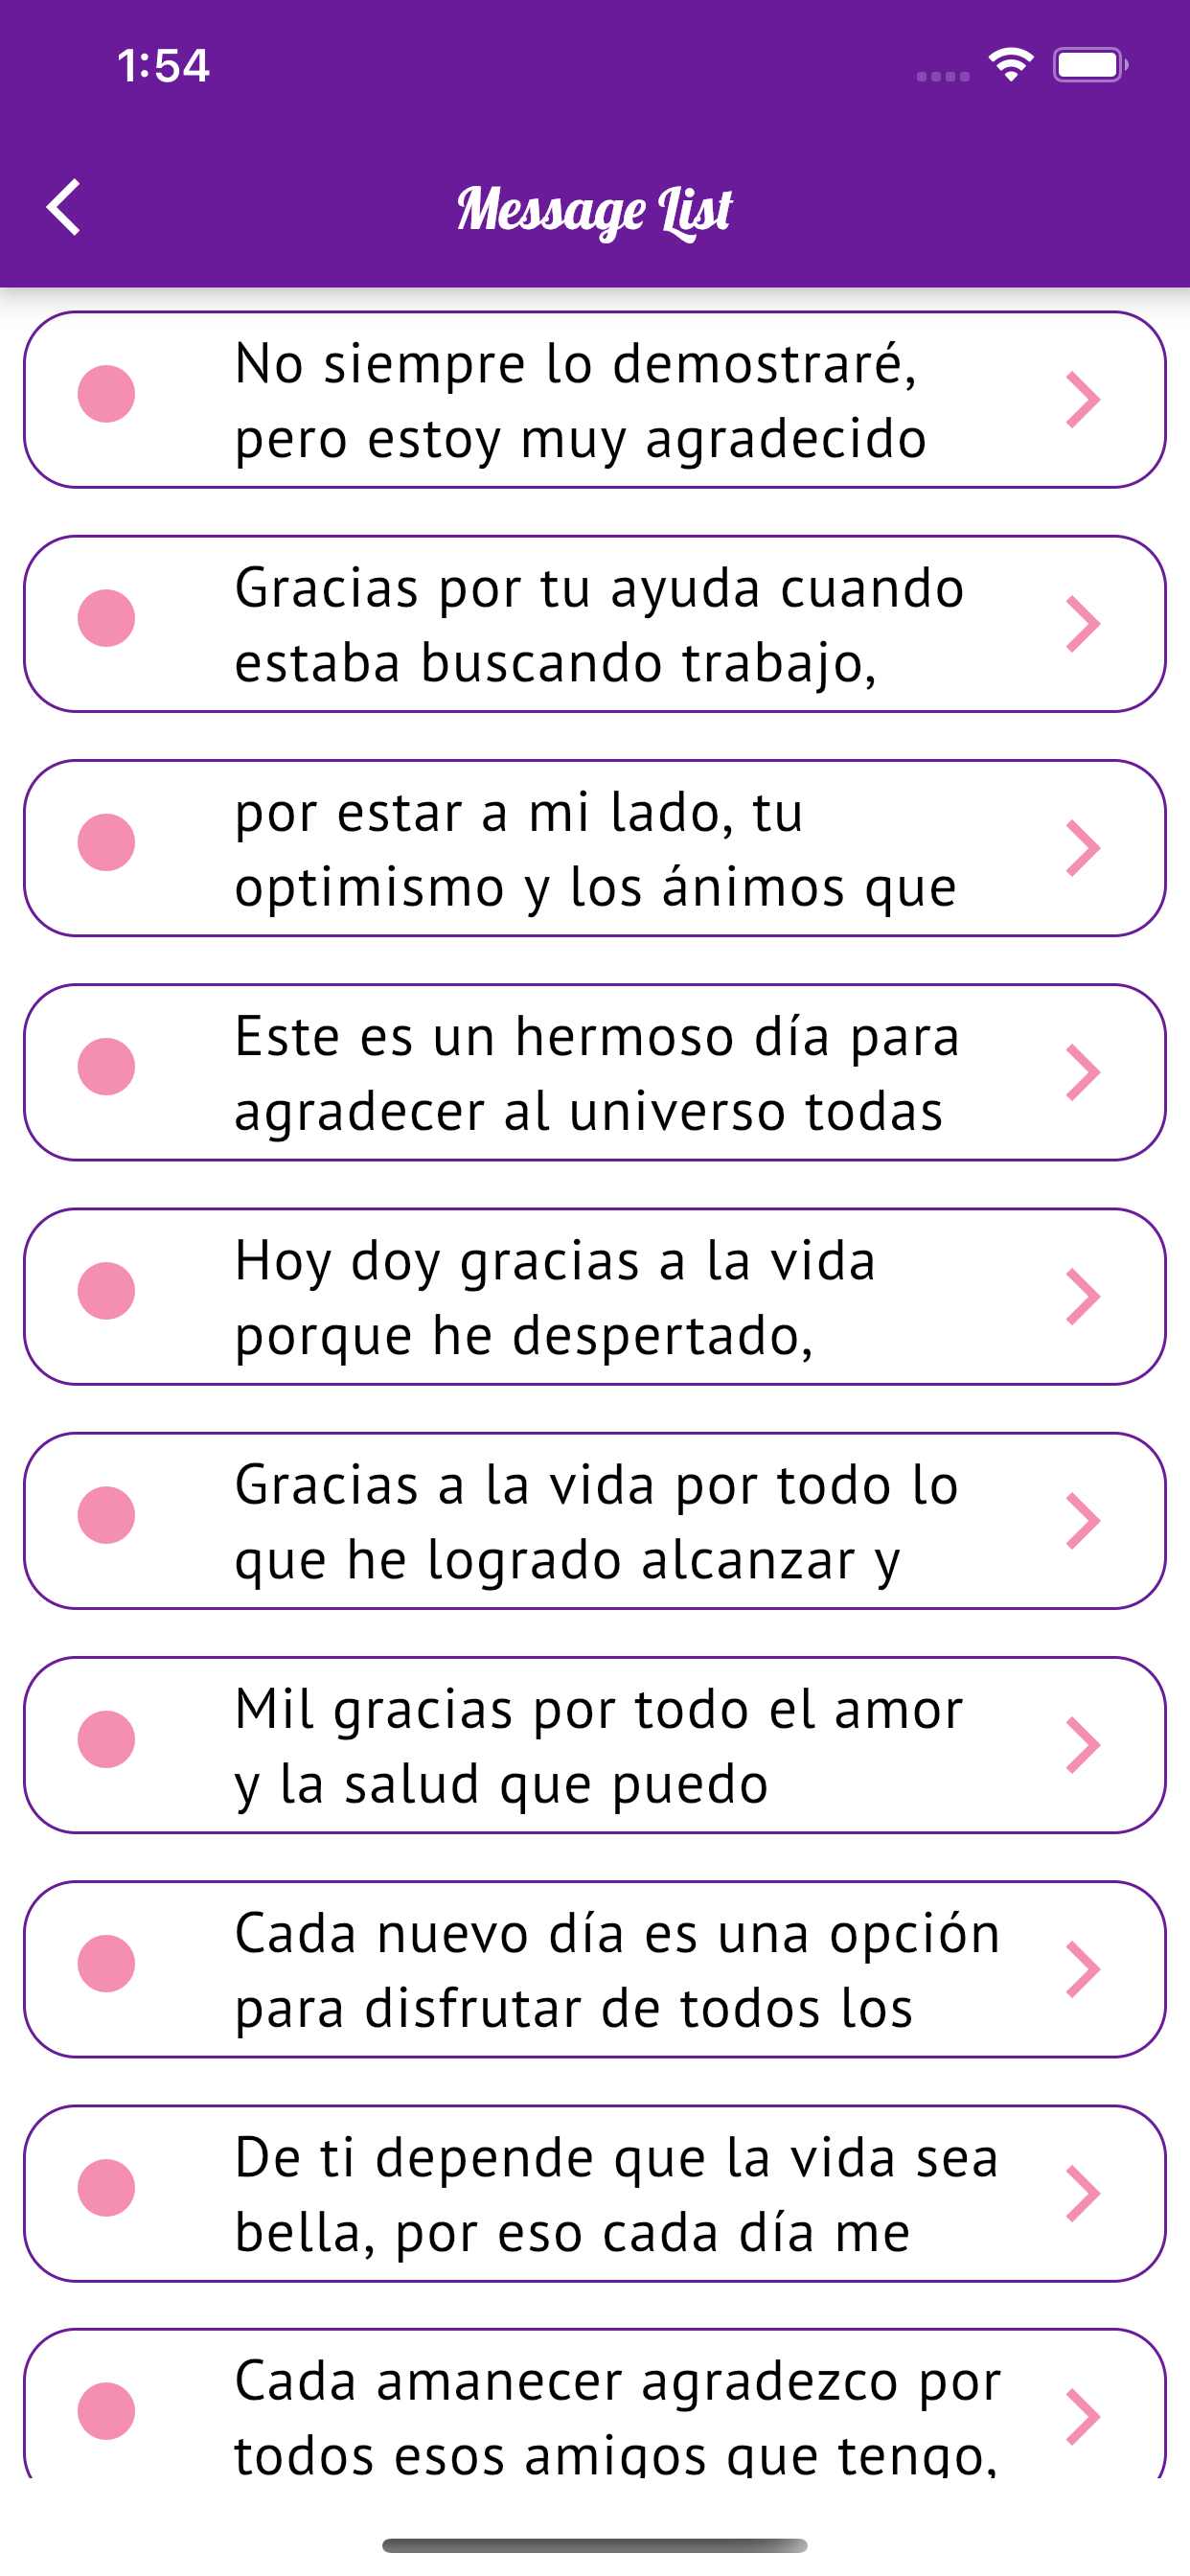 1:54
Message List
No siempre lo demostraré,
pero estoy muy agradecido
Gracias por tu ayuda cuando
estaba buscando trabajo,
por estar a mi lado, tu
optimismo y los ánimos que
Este es un hermoso día para
agradecer al universo todas
Hoy doy gracias a la vida
porque he despertado,
Gracias a la vida por todo lo
que he logrado alcanzar y
Mil gracias por todo el amor
y la salud que puedo
Cada nuevo día es una opción
para disfrutar de todos los
De ti depende que la vida sea
bella, por eso cada día me
Cada amanecer agradezco por
todos esos amigos que tengo,